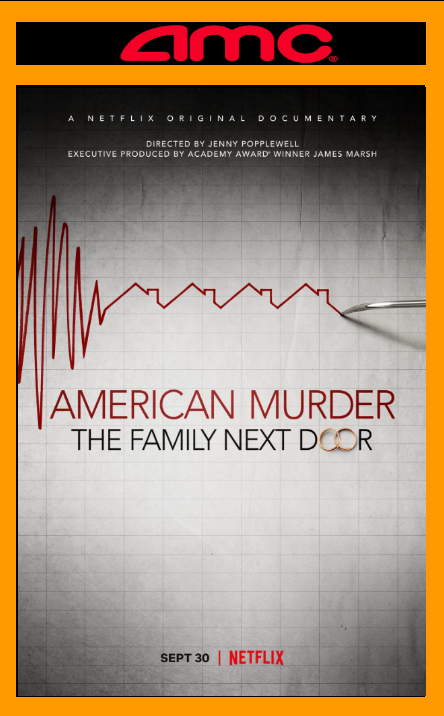 amc®
A NETFLIX ORIGINAL DOCUMENTARY
DIRECTED BY JENNY POPPLEWELL
EXECUTIVE PRODUCED BY ACADEMY AWARD® WINNER JAMES MARSH
AMERICAN MURDER
THE FAMILY NEXT DOOR
SEPT 30 | NETFLIX